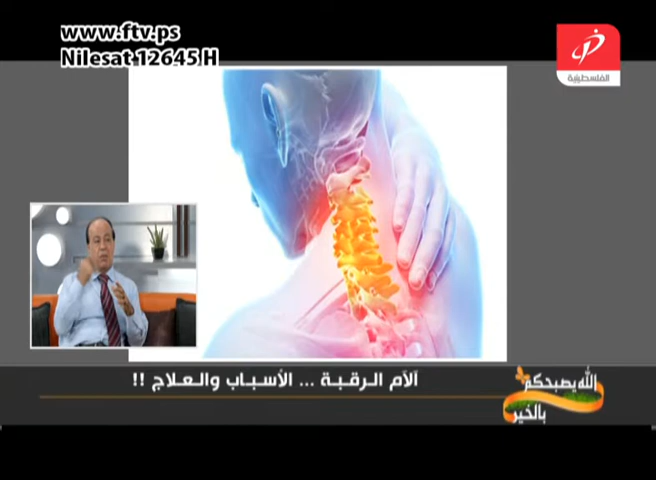 www.ftv.ps
Nilesat 12645 H
الفلسطينية
آلام الرقبة ... الأسباب والعلاج !!
الله يصبحكم
بالخير